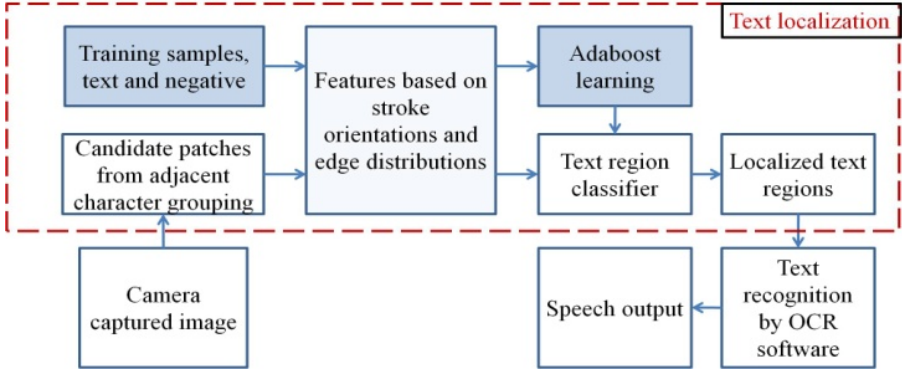 Text localization
Training samples,
text and negative
Features based on
stroke
orientations and
edge distributions
Adaboost
learning
Candidate patches
from adjacent
character grouping
Text region
classifier
Localized text
regions
Camera
captured image
Speech output
Text
recognition
by OCR
software